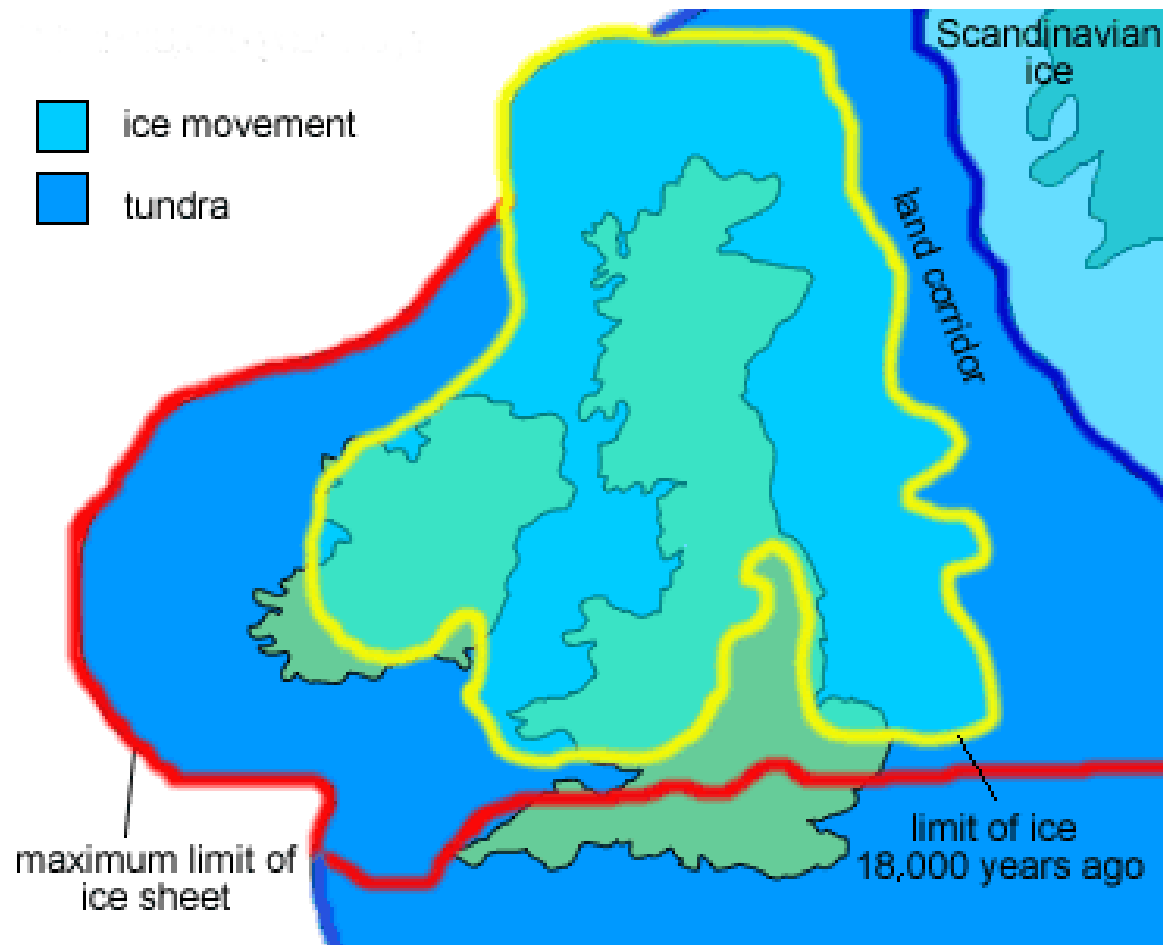 Scandinavian
ice
ice movement
tundra
land corridor
maximum limit of
ice sheet
limit of ice
18,000 years ago